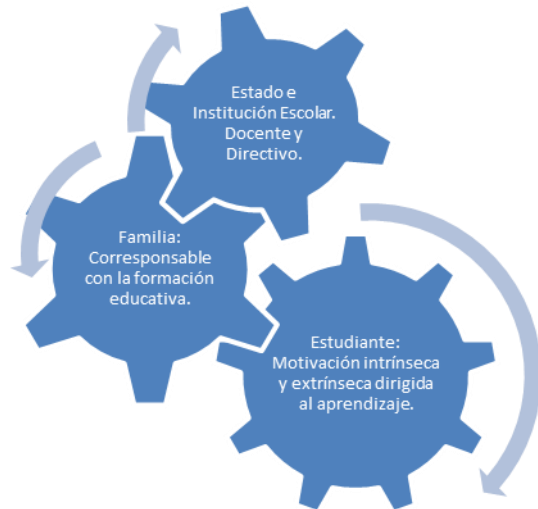 Estado e
Institución Escolar.
Docente y
Directivo.
Familia:
Corresponsable
con la formación
educativa.
Estudiante:
Motivación intrínseca
y extrínseca dirigida
al aprendizaje.